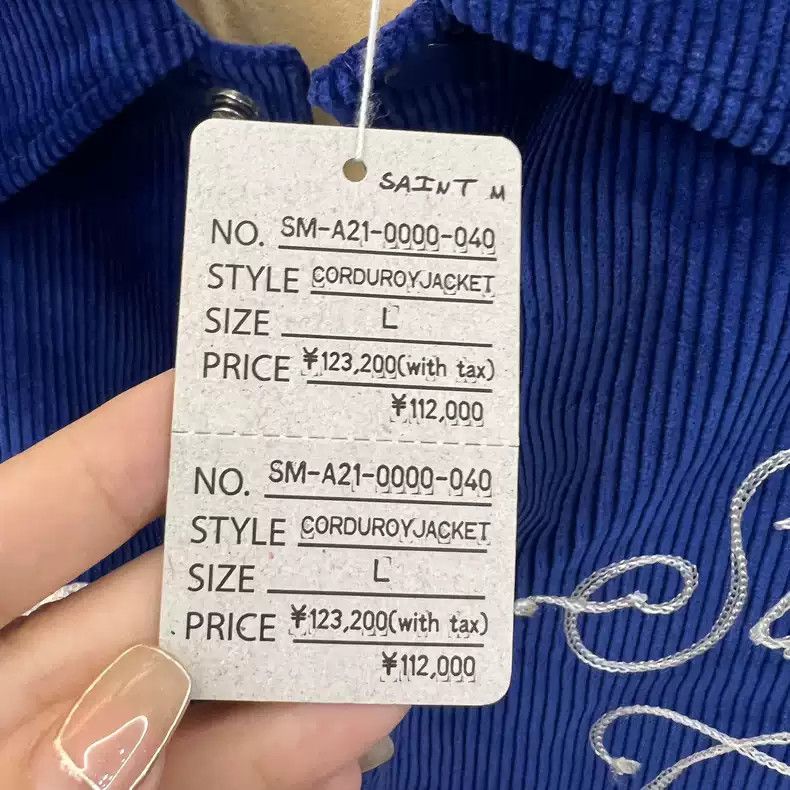 SAINT M
NO. SM-A21-0000-040
STYLE CORDUROYJACKET
SIZE L
PRICE ¥123,200(with tax)
¥112,000
NO. SM-A21-0000-040
STYLE CORDUROYJACKET
SIZE L
PRICE ¥123,200(with tax)
¥112,000